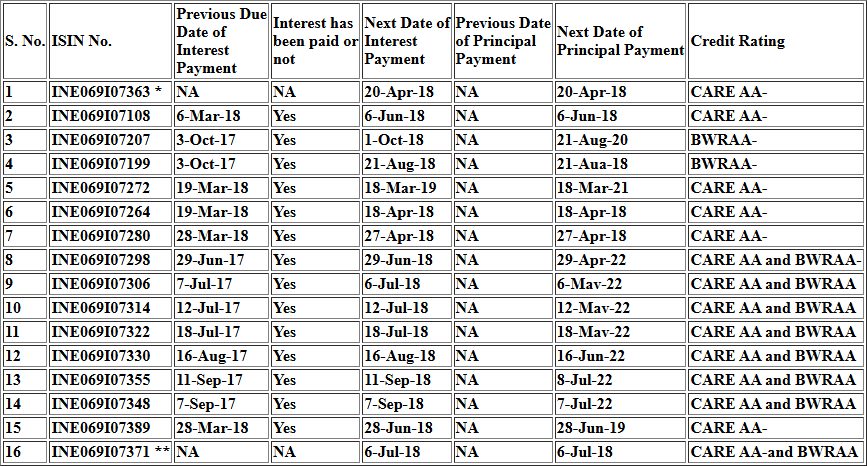 S. No. ISIN No. Previous Due Date of Interest Payment Interest has been paid or not Next Date of Interest Payment Previous Date of Principal Payment Next Date of Principal Payment Credit Rating
1 INE069I07363 * NA NA 20-Apr-18 NA 20-Apr-18 CARE AA-
2 INE069I07108 6-Mar-18 Yes 6-Jun-18 NA 6-Jun-18 CARE AA-
3 INE069I07207 3-Oct-17 Yes 1-Oct-18 NA 21-Aug-20 BWRAA-
4 INE069I07199 3-Oct-17 Yes 21-Aug-18 NA 21-Aua-18 BWRAA-
5 INE069I07272 19-Mar-18 Yes 18-Mar-19 NA 18-Mar-21 CARE AA-
6 INE069I07264 19-Mar-18 Yes 18-Apr-18 NA 18-Apr-18 CARE AA-
7 INE069I07280 28-Mar-18 Yes 27-Apr-18 NA 27-Apr-18 CARE AA-
8 INE069I07298 29-Jun-17 Yes 29-Jun-18 NA 29-Apr-22 CARE AA and BWRAA-
9 INE069I07306 7-Jul-17 Yes 6-Jul-18 NA 6-Mav-22 CARE AA and BWRAA
10 INE069I07314 12-Jul-17 Yes 12-Jul-18 NA 12-Mav-22 CARE AA and BWRAA
11 INE069I07322 18-Jul-17 Yes 18-Jul-18 NA 18-Mav-22 CARE AA and BWRAA
12 INE069I07330 16-Aug-17 Yes 16-Aug-18 NA 16-Jun-22 CARE AA and BWRAA
13 INE069I07355 11-Sep-17 Yes 11-Sep-18 NA 8-Jul-22 CARE AA and BWRAA
14 INE069I07348 7-Sep-17 Yes 7-Sep-18 NA 7-Jul-22 CARE AA and BWRAA
15 INE069I07389 28-Mar-18 Yes 28-Jun-18 NA 28-Jun-19 CARE AA-
16 INE069I07371 ** NA NA 6-Jul-18 NA 6-Jul-18 CARE AA-and BWRAA